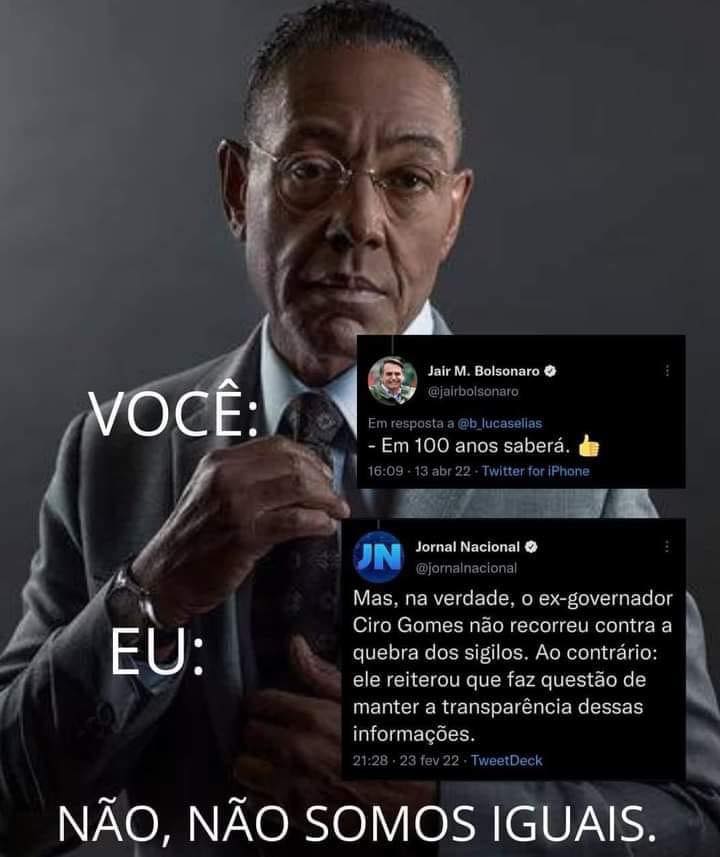 VOCÊ:
Jair M. Bolsonaro
@jairbolsonaro
Em resposta a @b_lucaselias
- Em 100 anos saberá. 👍
16:09 · 13 abr 22 · Twitter for iPhone
EU:
JN
Jornal Nacional
@jornalnacional
Mas, na verdade, o ex-governador
Ciro Gomes não recorreu contra a
quebra dos sigilos. Ao contrário:
ele reiterou que faz questão de
manter a transparência dessas
informações.
21:28 · 23 fev 22 · TweetDeck
NÃO, NÃO SOMOS IGUAIS.